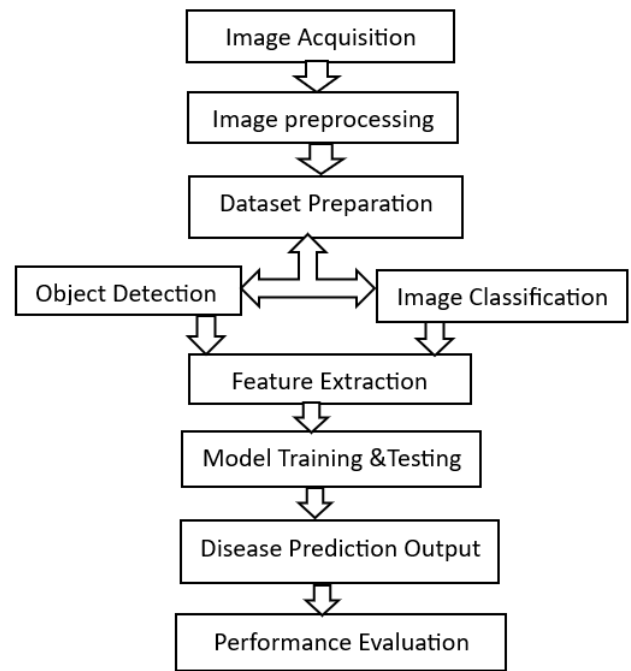 Image Acquisition
Image preprocessing
Dataset Preparation
Object Detection
Image Classification
Feature Extraction
Model Training &Testing
Disease Prediction Output
Performance Evaluation